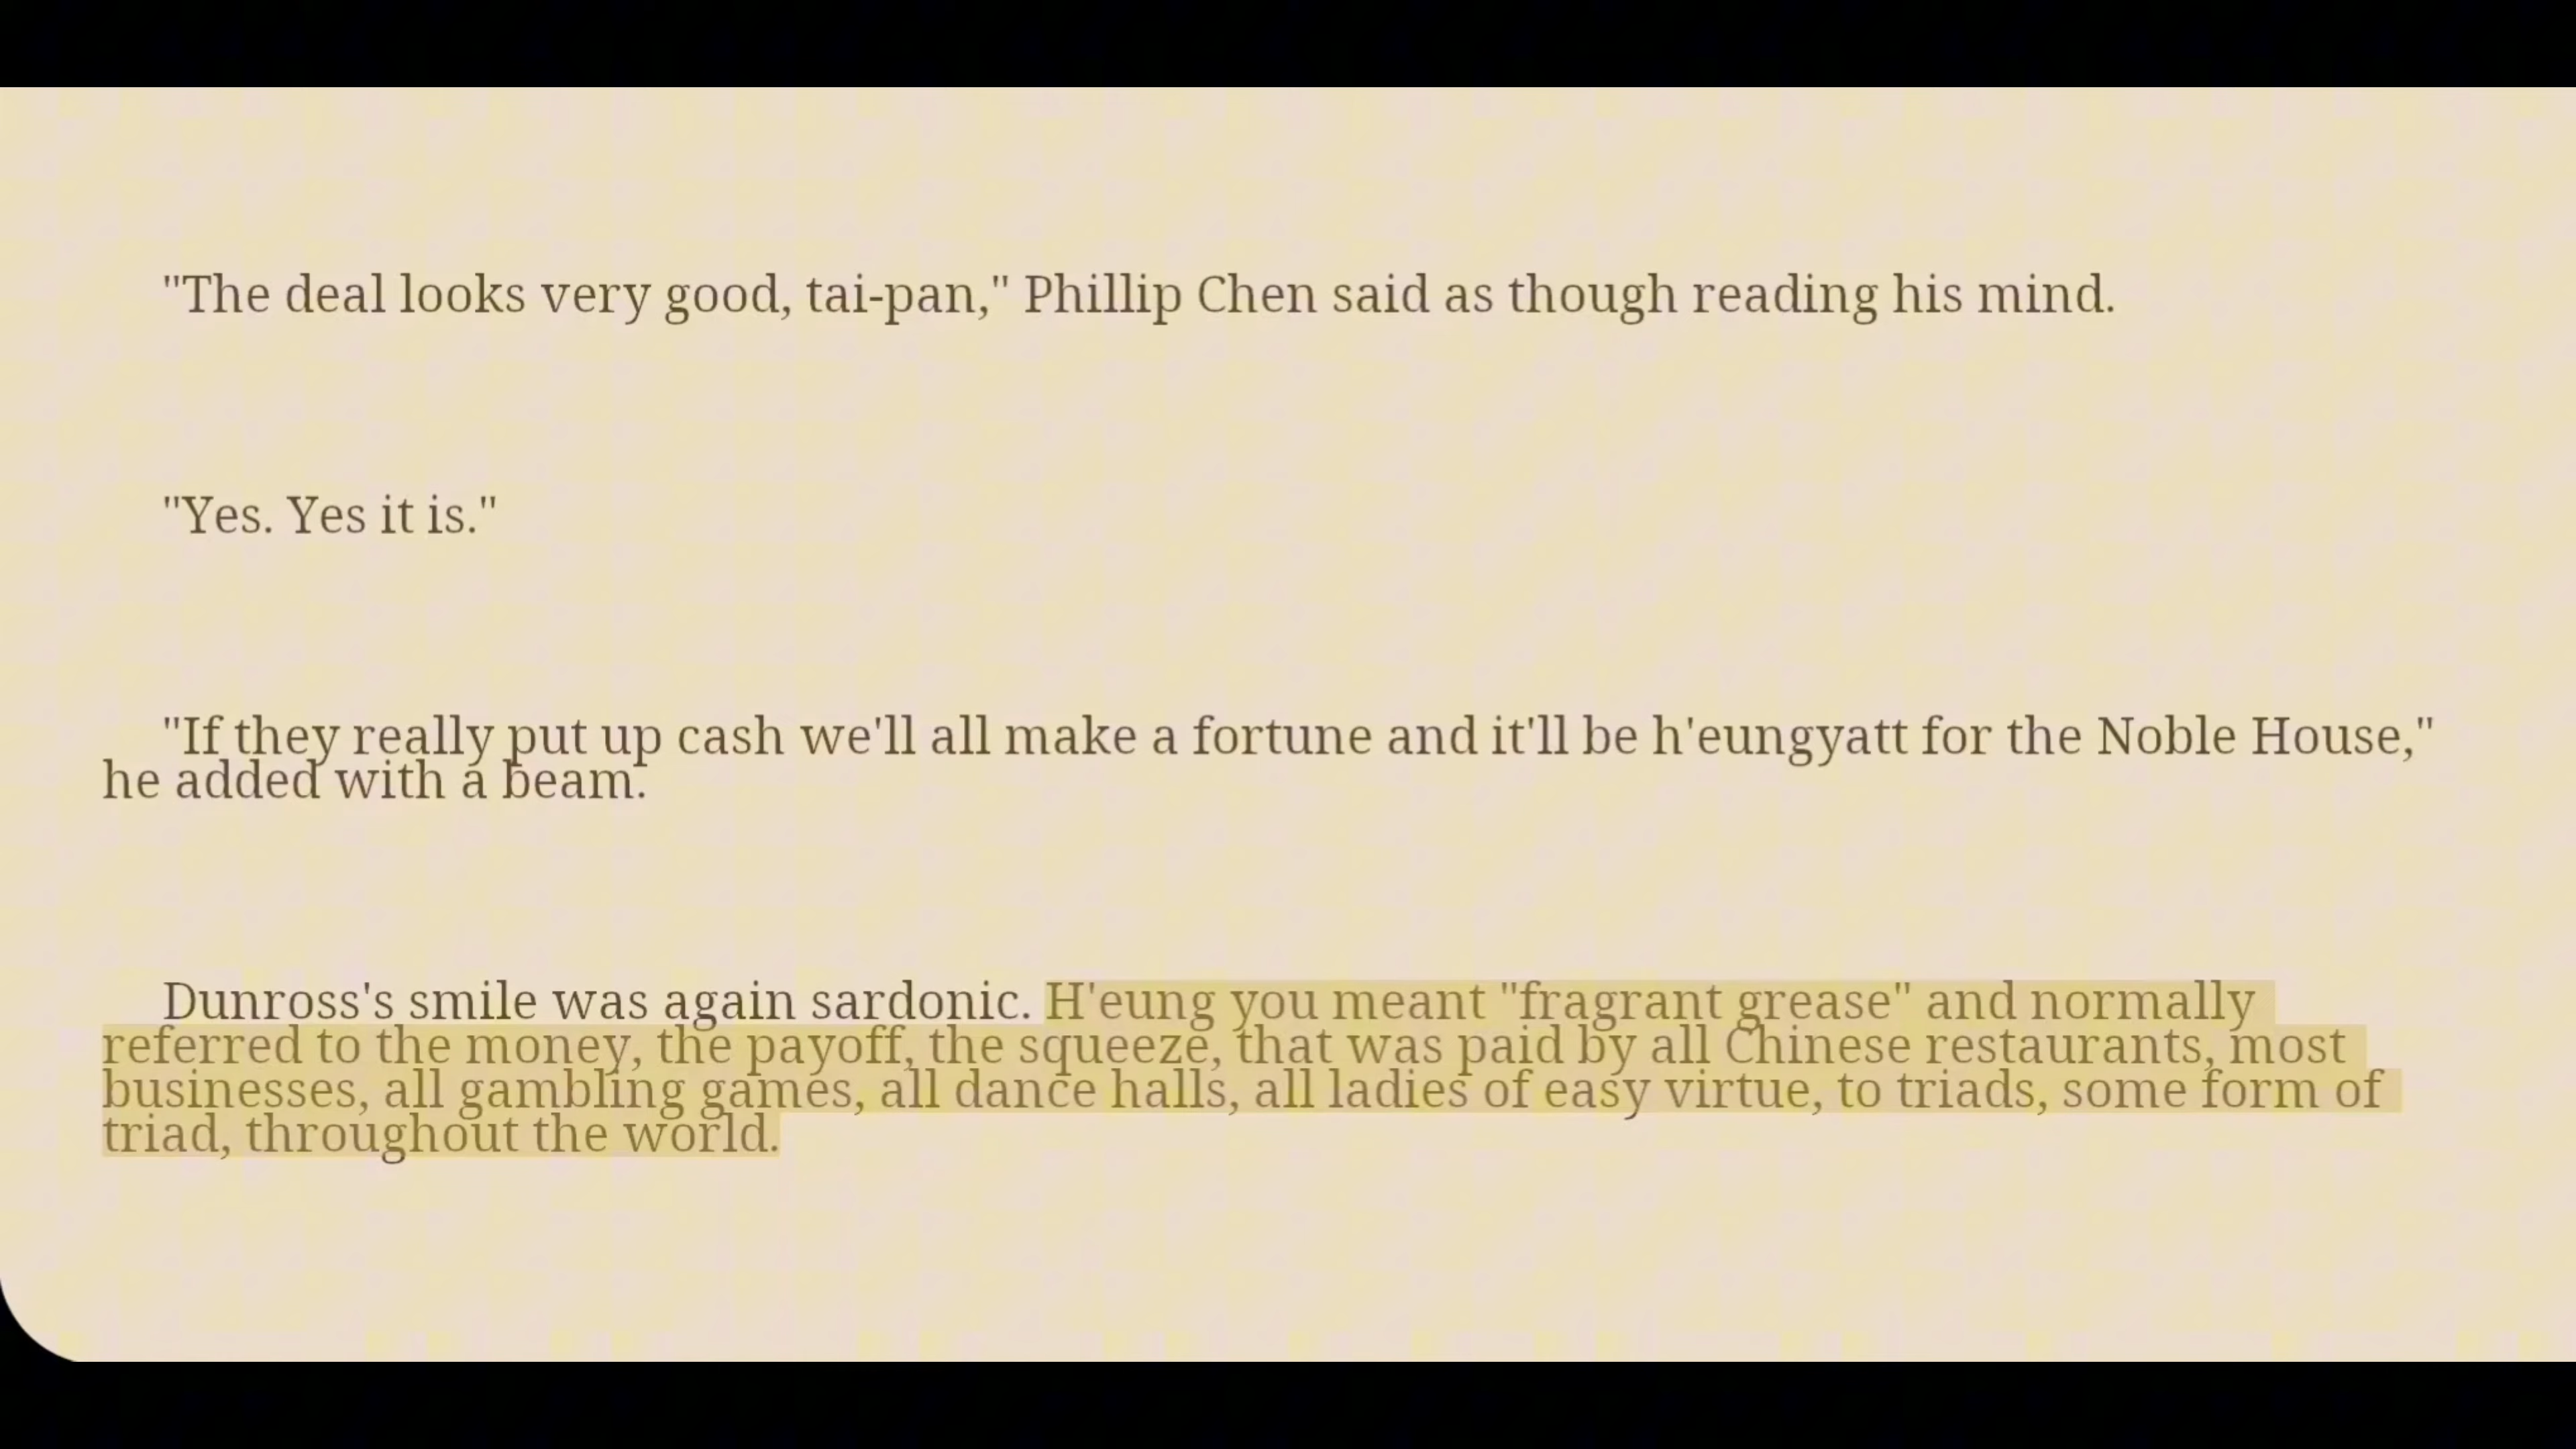 "The deal looks very good, tai-pan," Phillip Chen said as though reading his mind.
"Yes. Yes it is."
"If they really put up cash we'll all make a fortune and it'll be h'eungyatt for the Noble House,"
he added with a beam.
Dunross's smile was again sardonic. H'eung you meant "fragrant grease" and normally
referred to the money, the payoff, the squeeze, that was paid by all Chinese restaurants, most
businesses, all gambling games, all dance halls, all ladies of easy virtue, to triads, some form of
triad, throughout the world.